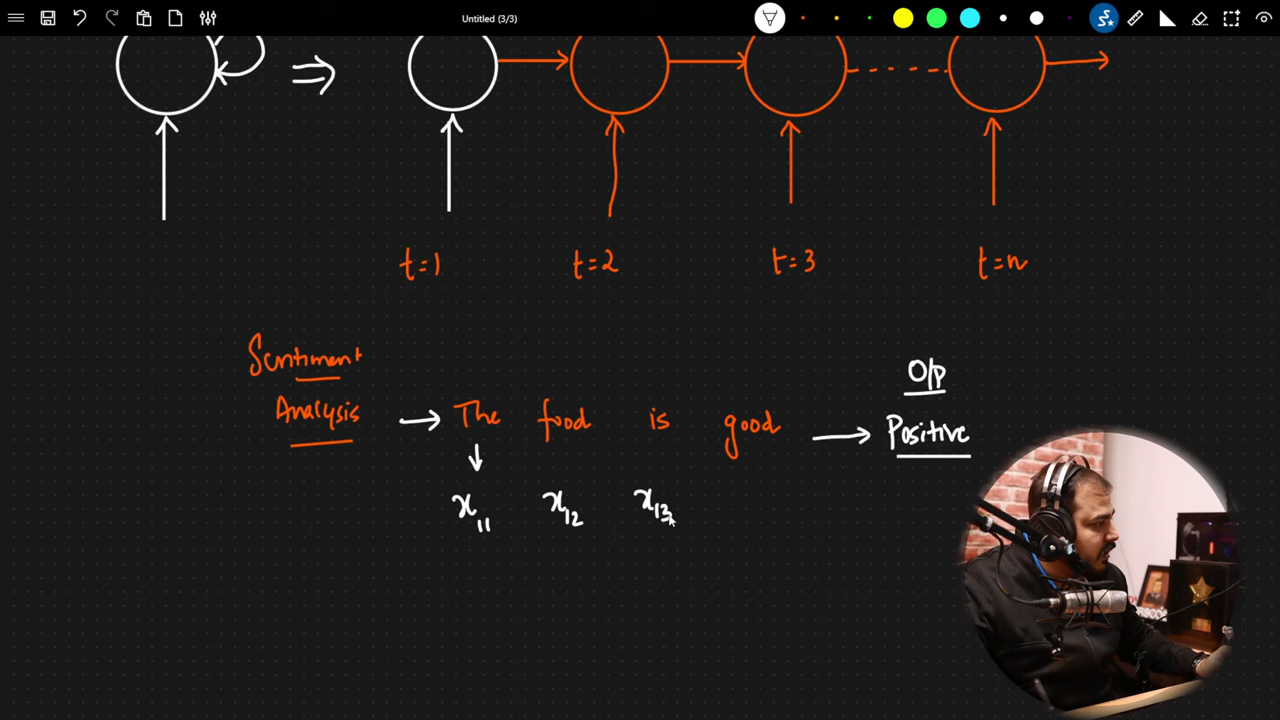 Untitled (3/3)
t=1 t=2 t=3 t=n
Sentiment
Analysis → The food is good → Positive
O/p
x₁₁ x₁₂ x₁₃